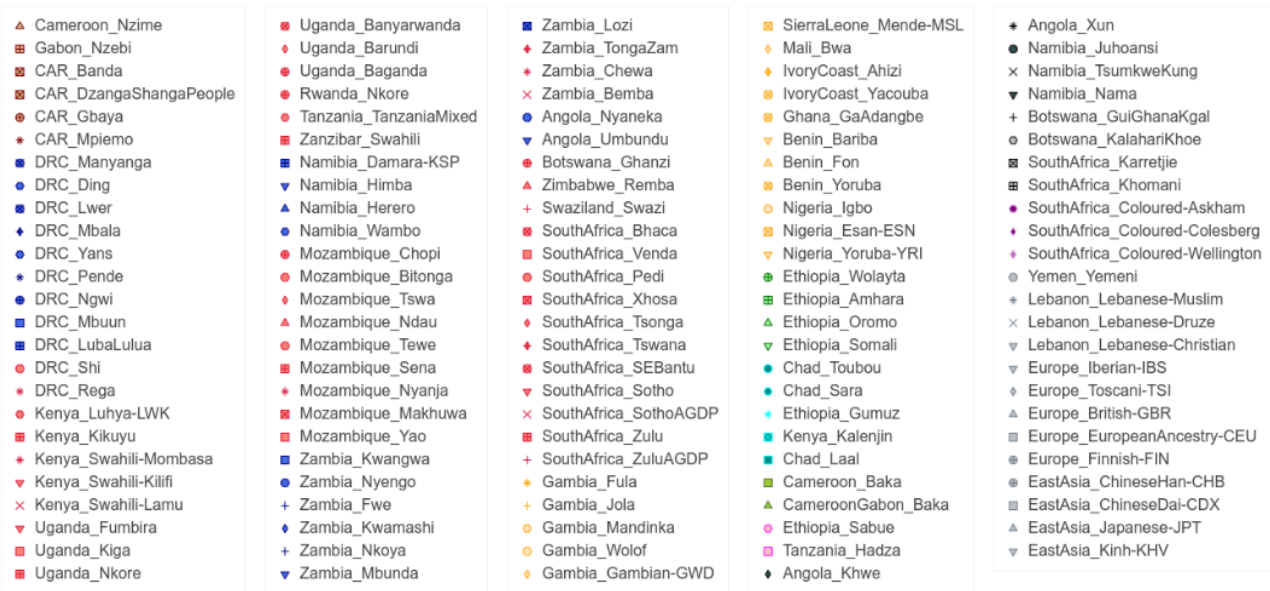 Cameroon_Nzime
Gabon_Nzebi
CAR_Banda
CAR_DzangaShangaPeople
CAR_Gbaya
CAR_Mpiemo
DRC_Manyanga
DRC_Ding
DRC_Lwer
DRC_Mbala
DRC_Yans
DRC_Pende
DRC_Ngwi
DRC_Mbuun
DRC_LubaLulua
DRC_Shi
DRC_Rega
Kenya_Luhya-LWK
Kenya_Kikuyu
Kenya_Swahili-Mombasa
Kenya_Swahili-Kilifi
Kenya_Swahili-Lamu
Uganda_Fumbira
Uganda_Kiga
Uganda_Nkore
Uganda_Banyarwanda
Uganda_Barundi
Uganda_Baganda
Rwanda_Nkore
Tanzania_TanzaniaMixed
Zanzibar_Swahili
Namibia_Damara-KSP
Namibia_Himba
Namibia_Herero
Namibia_Wambo
Mozambique_Chopi
Mozambique_Bitonga
Mozambique_Tswa
Mozambique_Ndau
Mozambique_Tewe
Mozambique_Sena
Mozambique_Nyanja
Mozambique_Makhuwa
Mozambique_Yao
Zambia_Kwangwa
Zambia_Nyengo
Zambia_Fwe
Zambia_Kwamashi
Zambia_Nkoya
Zambia_Mbunda
Zambia_Lozi
Zambia_TongaZam
Zambia_Chewa
Zambia_Bemba
Angola_Nyaneka
Angola_Umbundu
Botswana_Ghanzi
Zimbabwe_Remba
Swaziland_Swazi
SouthAfrica_Bhaca
SouthAfrica_Venda
SouthAfrica_Pedi
SouthAfrica_Xhosa
SouthAfrica_Tsonga
SouthAfrica_Tswana
SouthAfrica_SEBantu
SouthAfrica_Sotho
SouthAfrica_SothoAGDP
SouthAfrica_Zulu
SouthAfrica_ZuluAGDP
Gambia_Fula
Gambia_Jola
Gambia_Mandinka
Gambia_Wolof
Gambia_Gambian-GWD
SierraLeone_Mende-MSL
Mali_Bwa
IvoryCoast_Ahizi
IvoryCoast_Yacouba
Ghana_GaAdangbe
Benin_Bariba
Benin_Fon
Benin_Yoruba
Nigeria_Igbo
Nigeria_Esan-ESN
Nigeria_Yoruba-YRI
Ethiopia_Wolayta
Ethiopia_Amhara
Ethiopia_Oromo
Ethiopia_Somali
Chad_Toubou
Chad_Sara
Ethiopia_Gumuz
Kenya_Kalenjin
Chad_Laal
Cameroon_Baka
CameroonGabon_Baka
Ethiopia_Sabue
Tanzania_Hadza
Angola_Khwe
Angola_Xun
Namibia_Juhoansi
Namibia_TsumkweKung
Namibia_Nama
Botswana_GuiGhanaKgal
Botswana_KalahariKhoe
SouthAfrica_Karretjie
SouthAfrica_Khomani
SouthAfrica_Coloured-Askham
SouthAfrica_Coloured-Colesberg
SouthAfrica_Coloured-Wellington
Yemen_Yemeni
Lebanon_Lebanese-Muslim
Lebanon_Lebanese-Druze
Lebanon_Lebanese-Christian
Europe_Iberian-IBS
Europe_Toscani-TSI
Europe_British-GBR
Europe_EuropeanAncestry-CEU
Europe_Finnish-FIN
EastAsia_ChineseHan-CHB
EastAsia_ChineseDai-CDX
EastAsia_Japanese-JPT
EastAsia_Kinh-KHV